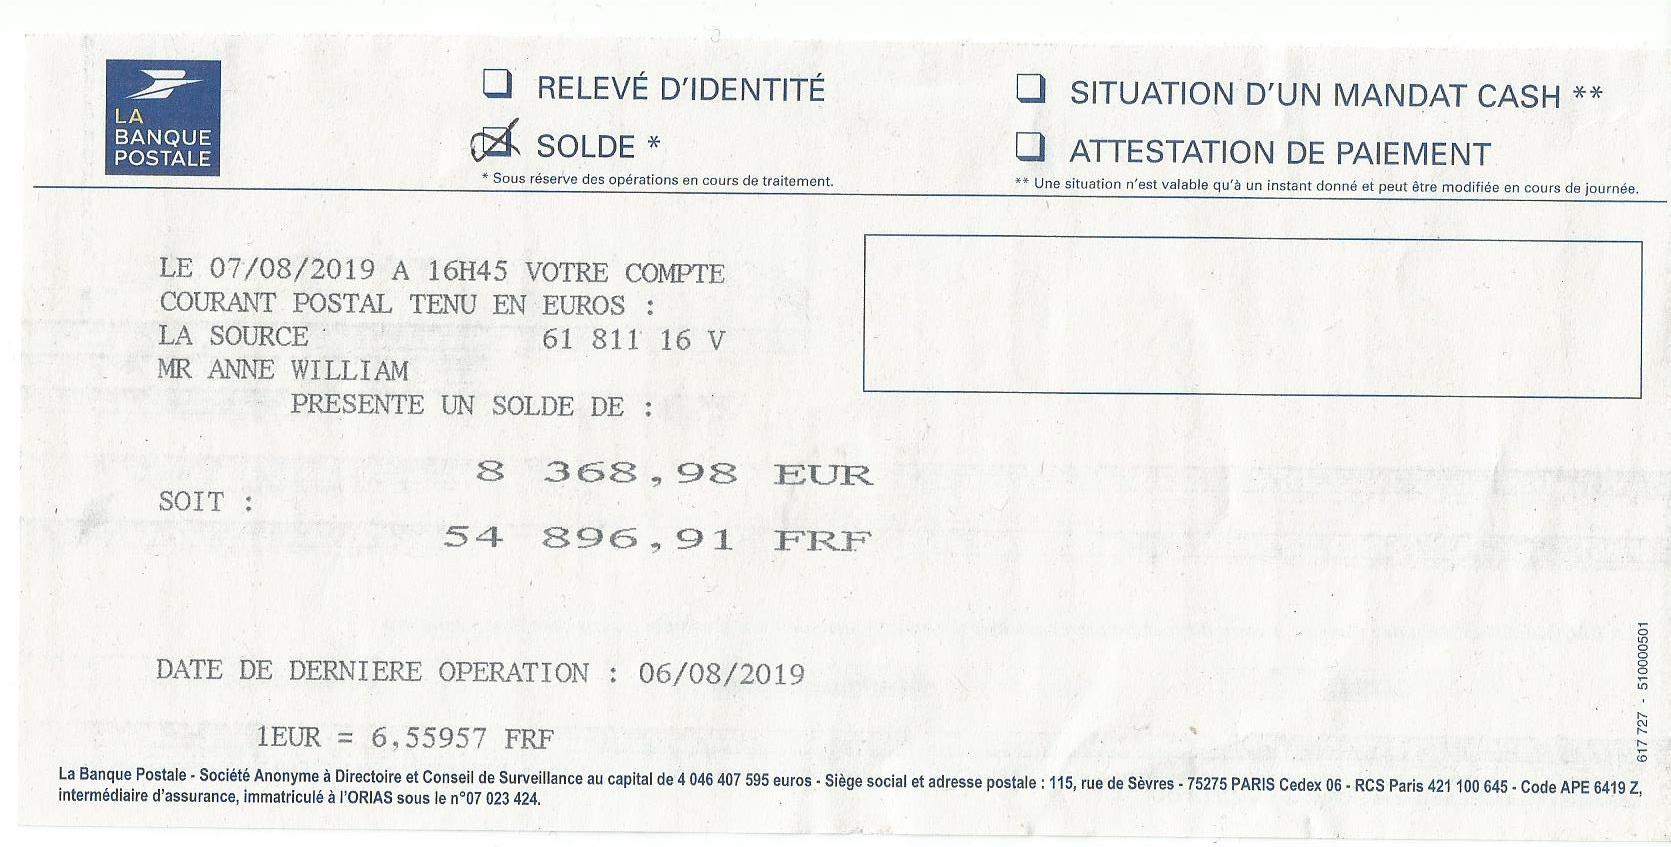 LA
BANQUE
POSTALE
RELEVÉ D'IDENTITÉ
SOLDE *
* Sous réserve des opérations en cours de traitement.
SITUATION D'UN MANDAT CASH **
ATTESTATION DE PAIEMENT
** Une situation n'est valable qu'à un instant donné et peut être modifiée en cours de journée.
LE 07/08/2019 A 16H45 VOTRE COMPTE
COURANT POSTAL TENU EN EUROS :
LA SOURCE 61 811 16 V
MR ANNE WILLIAM
PRESENTE UN SOLDE DE :
8 368,98 EUR
SOIT :
54 896,91 FRF
DATE DE DERNIERE OPERATION : 06/08/2019
1EUR = 6,55957 FRF
617 727 - 510000501
La Banque Postale - Société Anonyme à Directoire et Conseil de Surveillance au capital de 4 046 407 595 euros - Siège social et adresse postale : 115, rue de Sèvres - 75275 PARIS Cedex 06 - RCS Paris 421 100 645 - Code APE 6419 Z,
intermédiaire d'assurance, immatriculé à l'ORIAS sous le n°07 023 424.